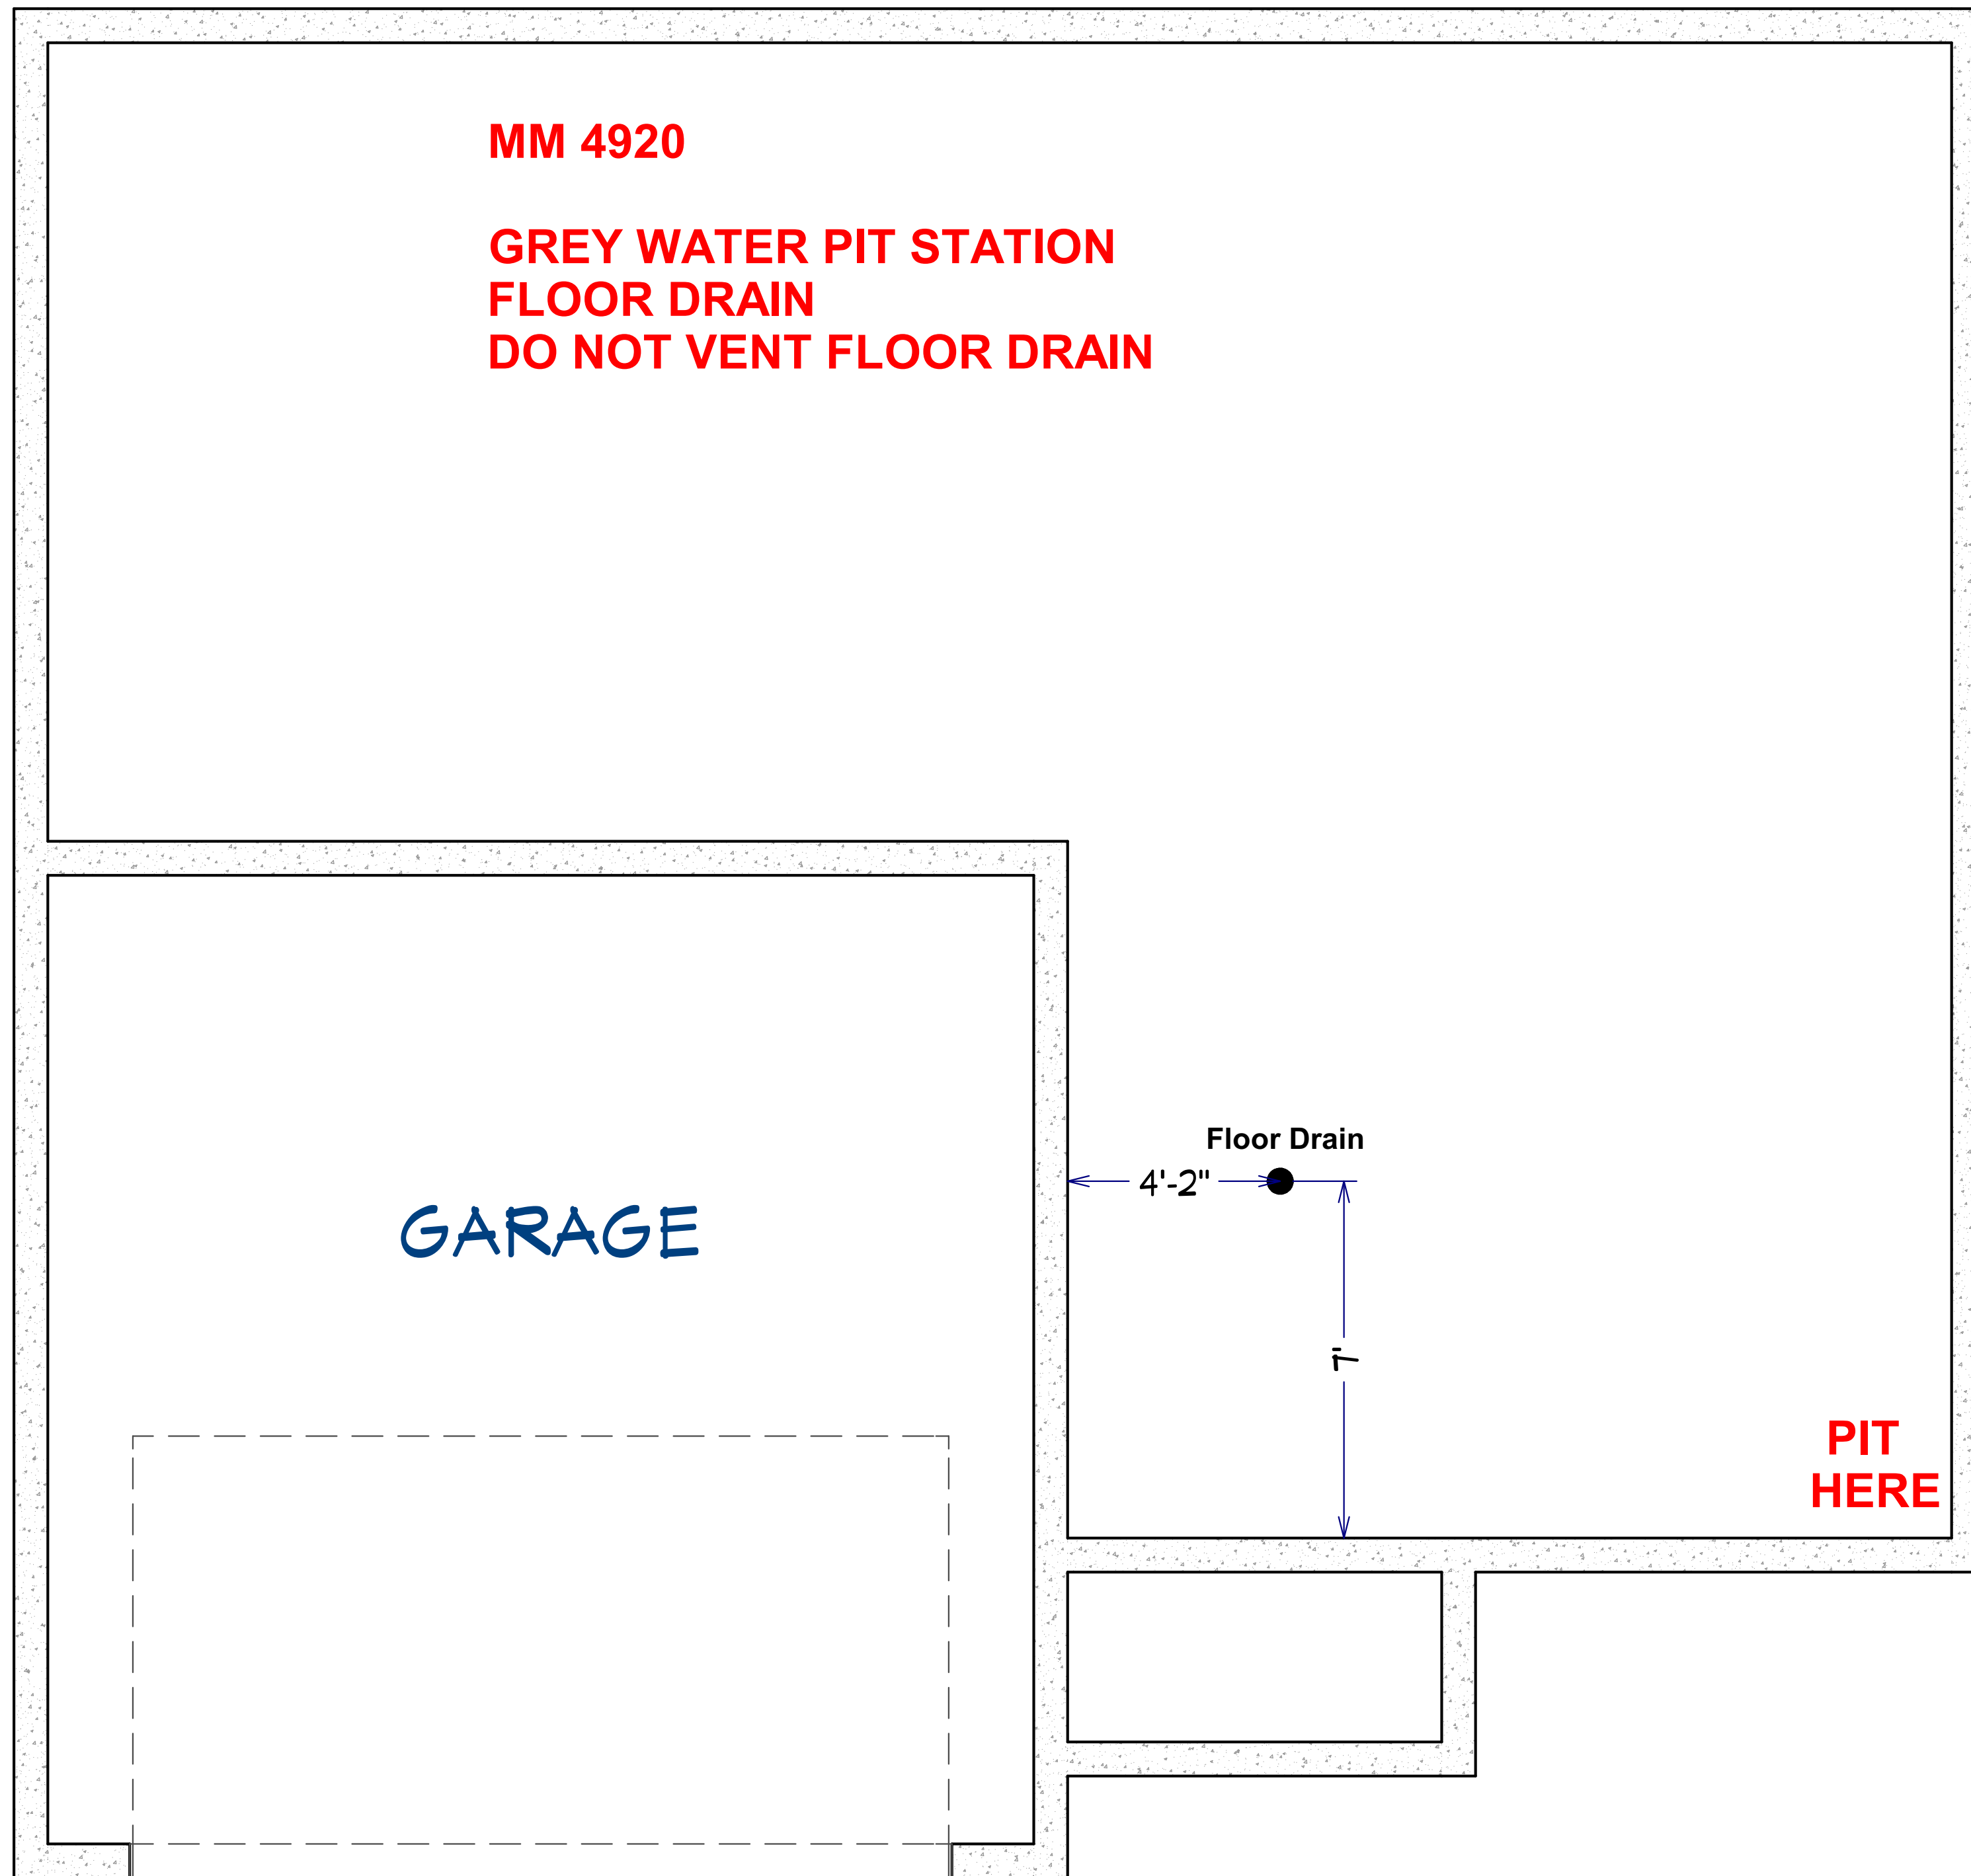 MM 4920
GREY WATER PIT STATION
FLOOR DRAIN
DO NOT VENT FLOOR DRAIN
Floor Drain
4'-2"
GARAGE
7'
PIT
HERE